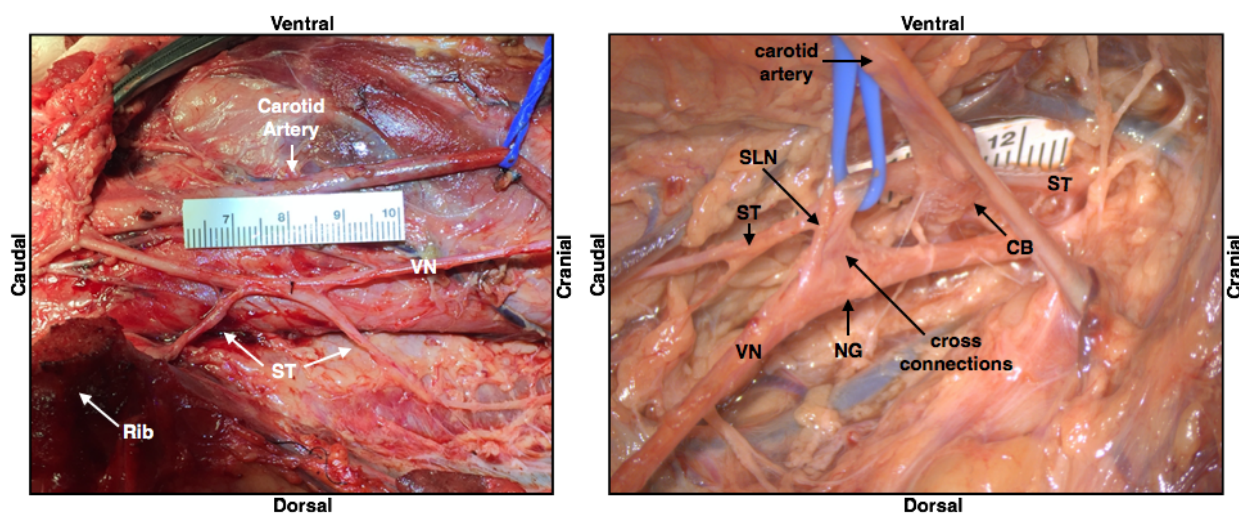 Ventral
Carotid
Artery
7 8 9 10
VN
ST
Rib
Caudal
Cranial
Dorsal
Ventral
carotid
artery
12
SLN
ST
ST
CB
VN
NG
cross
connections
Caudal
Cranial
Dorsal